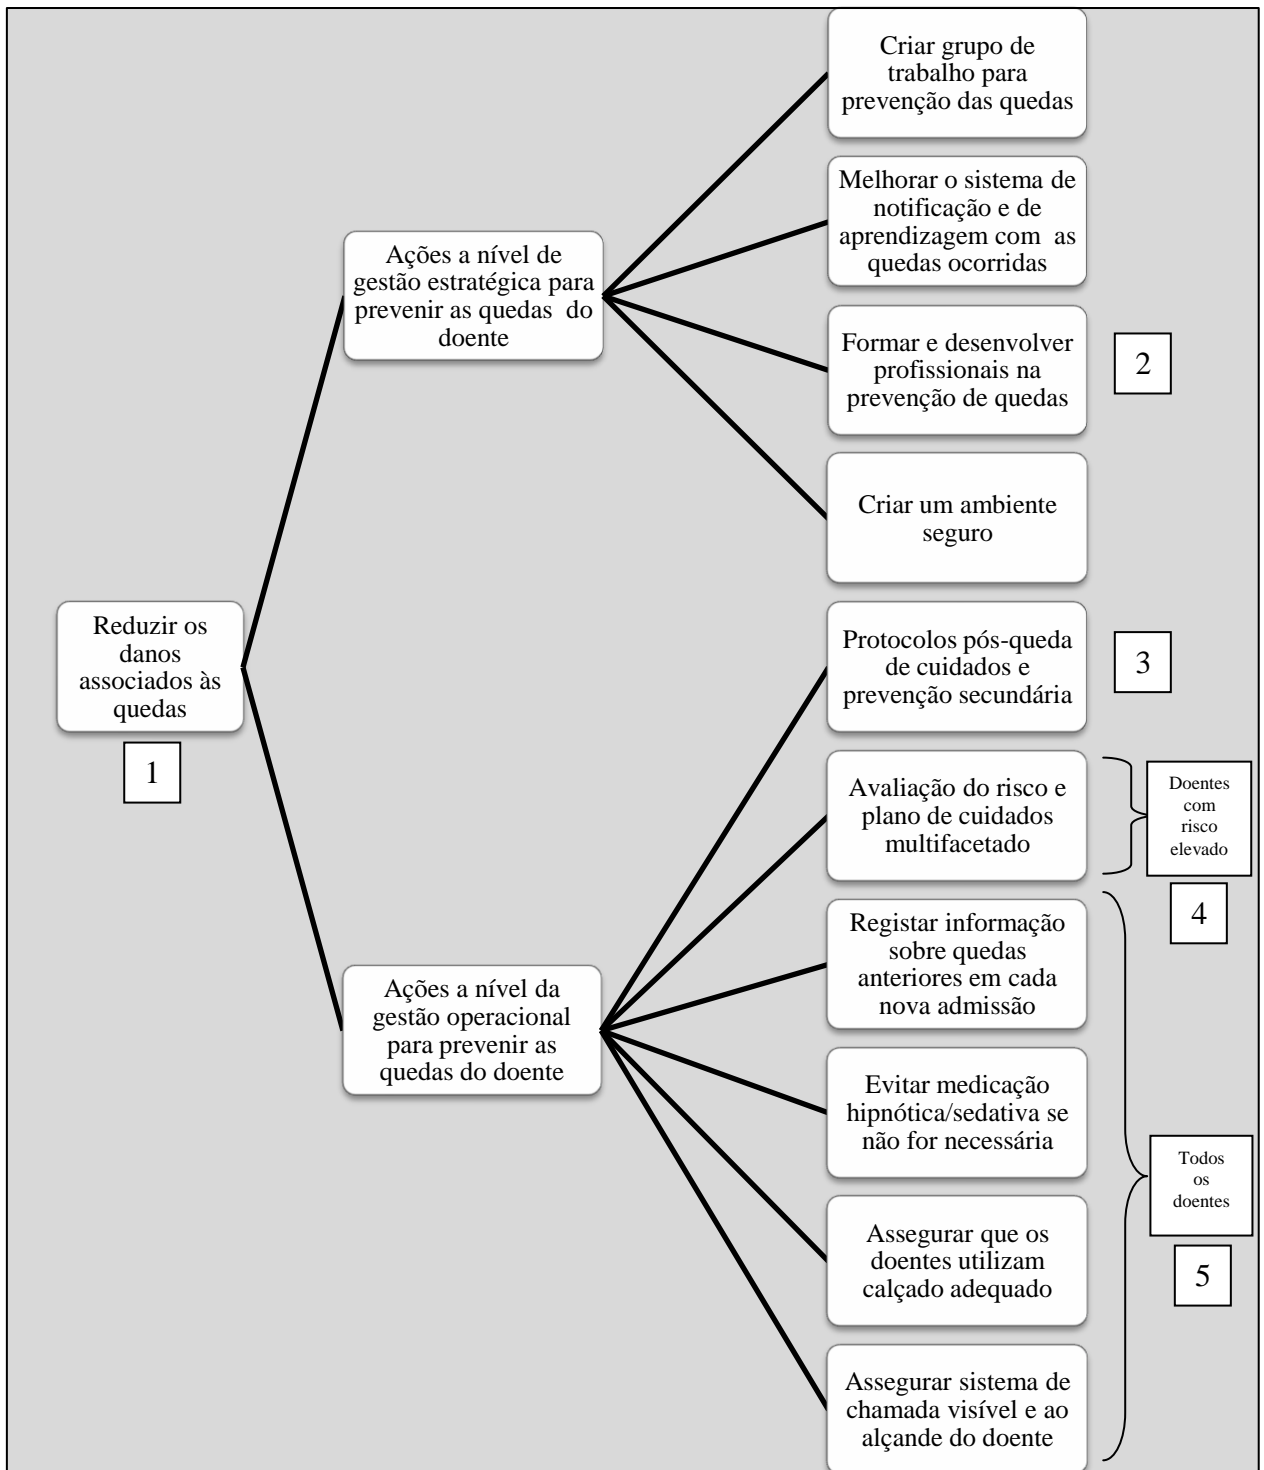 Criar grupo de
trabalho para
prevenção das quedas
Melhorar o sistema de
notificação e de
aprendizagem com as
quedas ocorridas
Ações a nível de
gestão estratégica para
prevenir as quedas do
doente
Formar e desenvolver
profissionais na
prevenção de quedas
2
Criar um ambiente
seguro
Reduzir os
danos
associados às
quedas
1
Protocolos pós-queda
de cuidados e
prevenção secundária
3
Avaliação do risco e
plano de cuidados
multifacetado
Doentes
com
risco
elevado
4
Registar informação
sobre quedas
anteriores em cada
nova admissão
Ações a nível da
gestão operacional
para prevenir as
quedas do doente
Evitar medicação
hipnótica/sedativa se
não for necessária
Todos
os
doentes
5
Assegurar que os
doentes utilizam
calçado adequado
Assegurar sistema de
chamada visível e ao
alçande do doente